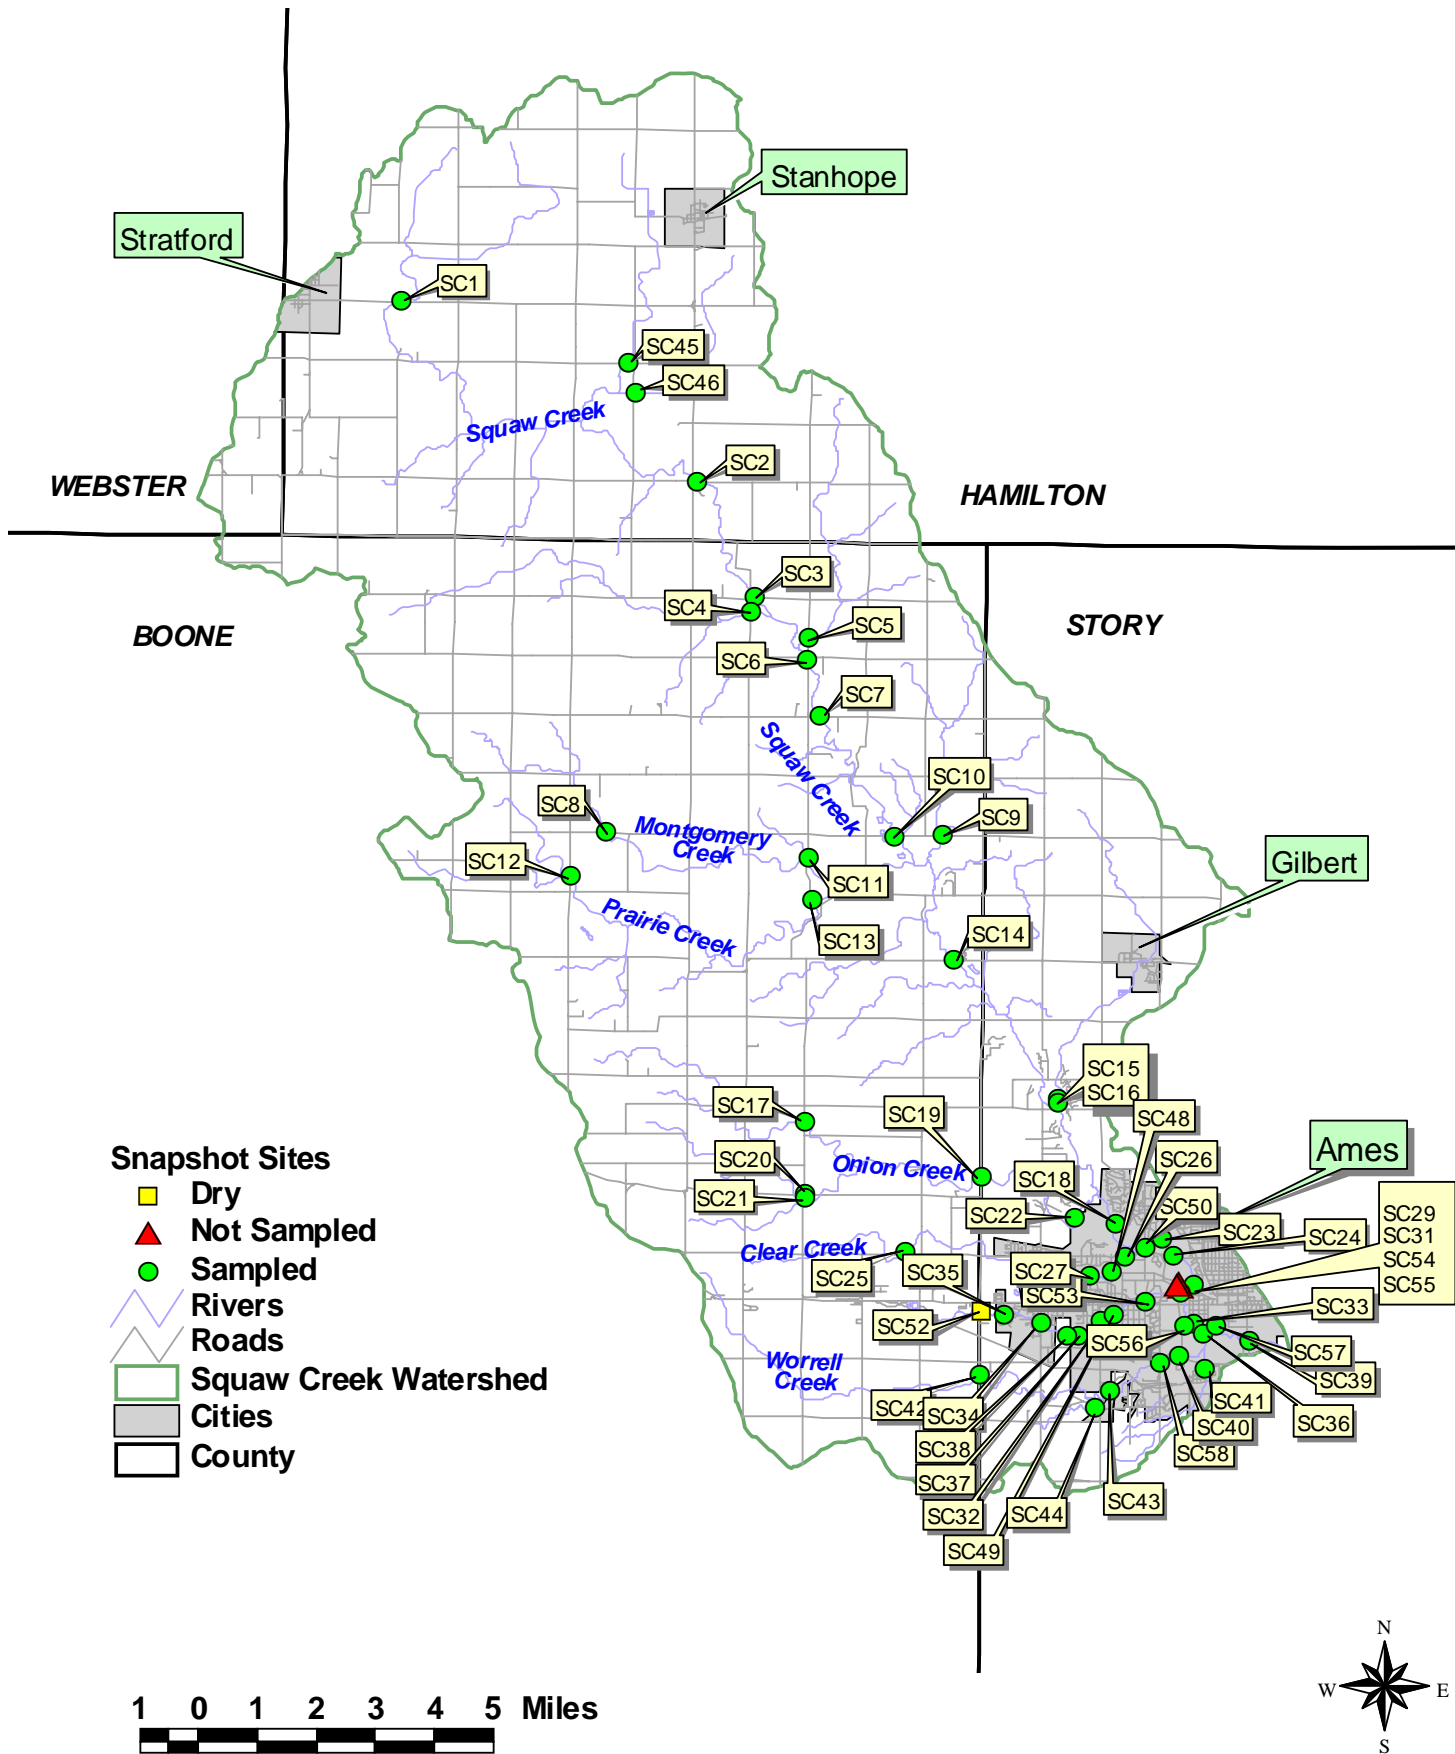 Stanhope
Stratford
SC1
SC45
SC46
Squaw Creek
SC2
WEBSTER
HAMILTON
SC3
SC4
SC5
BOONE
STORY
SC6
SC7
Squaw Creek
SC10
SC8
SC9
Montgomery
Creek
SC12
Gilbert
SC11
Prairie Creek
SC13
SC14
SC15
SC16
SC17
SC19
SC48
Ames
SC26
SC20
Onion Creek
SC18
SC21
SC50
SC22
SC23
SC24
SC29
SC31
SC54
SC55
Clear Creek
SC25
SC35
SC27
SC53
SC33
SC52
SC56
SC57
Worrell
Creek
SC39
SC42
SC34
SC41
SC36
SC40
SC58
SC38
SC37
SC43
SC32
SC44
SC49
Snapshot Sites
Dry
Not Sampled
Sampled
Rivers
Roads
Squaw Creek Watershed
Cities
County
1 0 1 2 3 4 5 Miles
N
W E
S